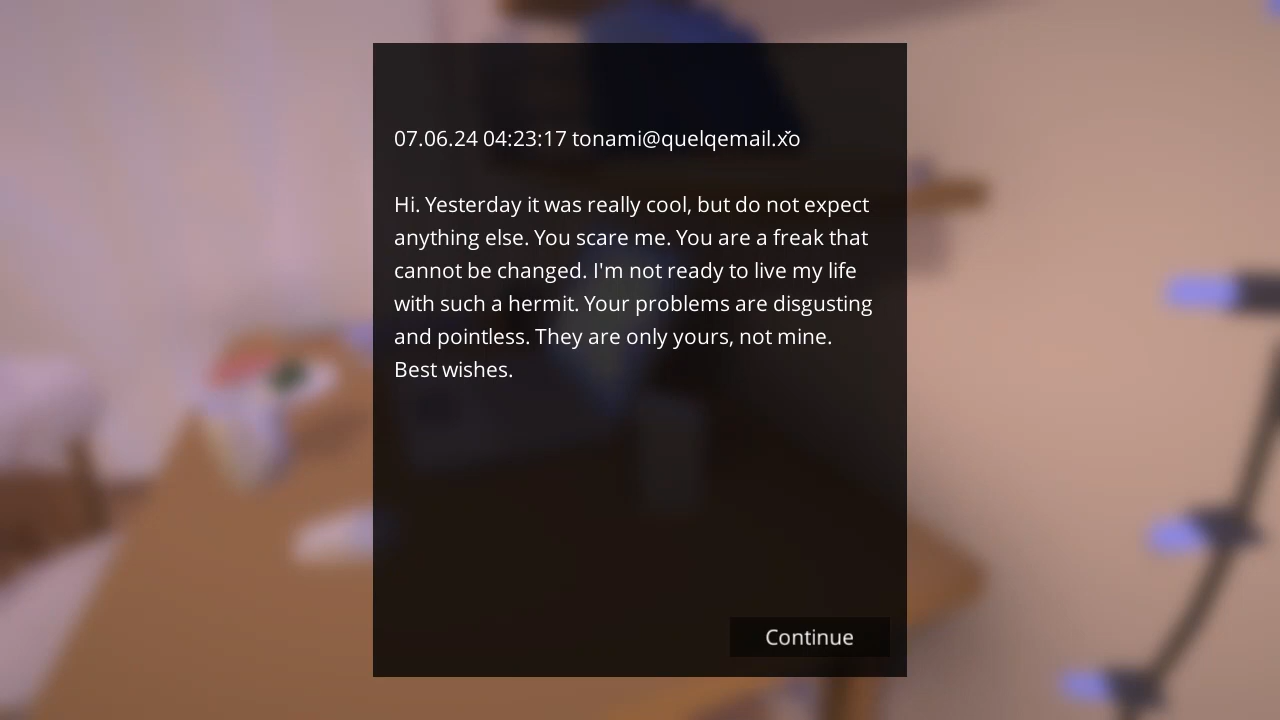 07.06.24 04:23:17 tonami@quelqemail.x̌o
Hi. Yesterday it was really cool, but do not expect
anything else. You scare me. You are a freak that
cannot be changed. I'm not ready to live my life
with such a hermit. Your problems are disgusting
and pointless. They are only yours, not mine.
Best wishes.
Continue